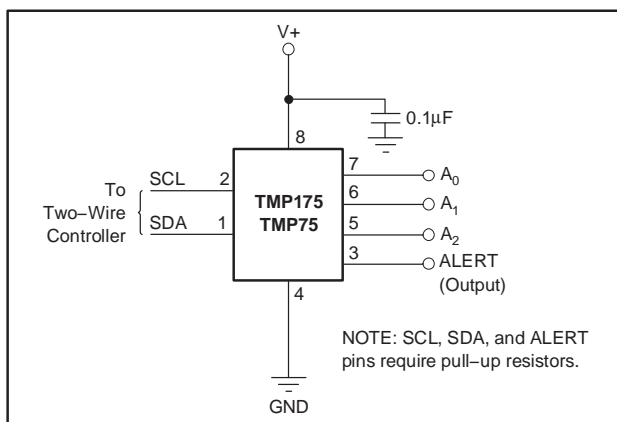 V+
0.1μF
8
TMP175
TMP75
SCL 2
SDA 1
To
Two−Wire
Controller
7 A0
6 A1
5 A2
3 ALERT
(Output)
4
GND
NOTE: SCL, SDA, and ALERT
pins require pull−up resistors.